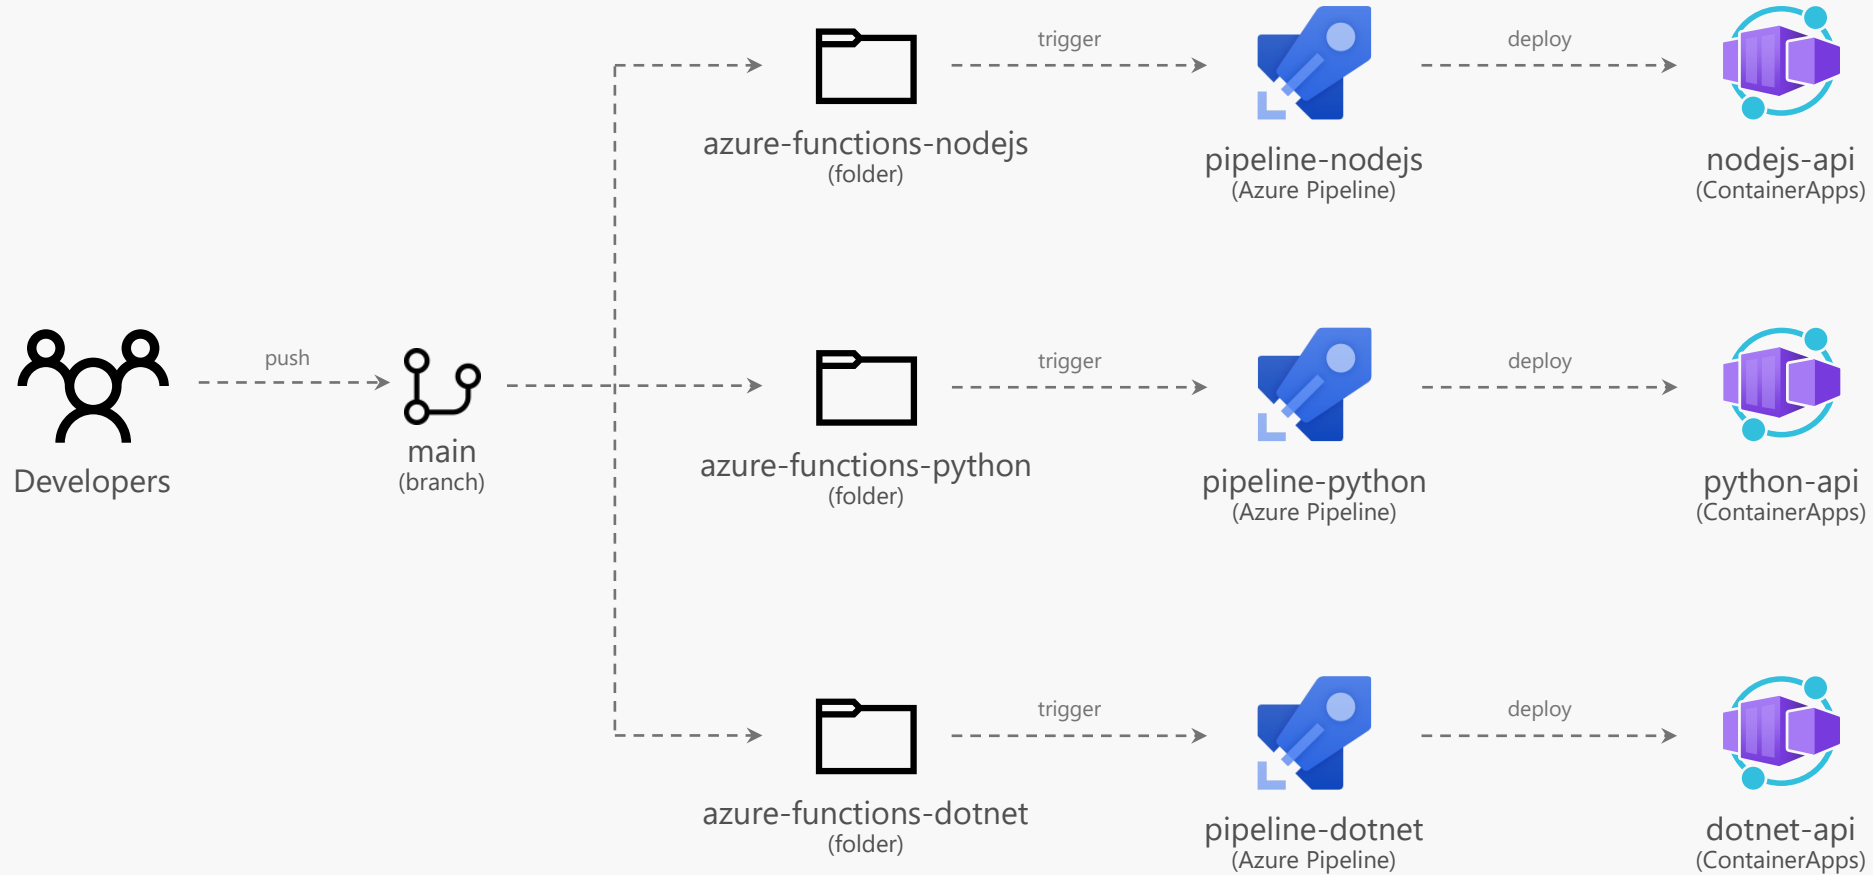 trigger
deploy
azure-functions-nodejs
(folder)
pipeline-nodejs
(Azure Pipeline)
nodejs-api
(ContainerApps)
push
trigger
deploy
Developers
main
(branch)
azure-functions-python
(folder)
pipeline-python
(Azure Pipeline)
python-api
(ContainerApps)
trigger
deploy
azure-functions-dotnet
(folder)
pipeline-dotnet
(Azure Pipeline)
dotnet-api
(ContainerApps)